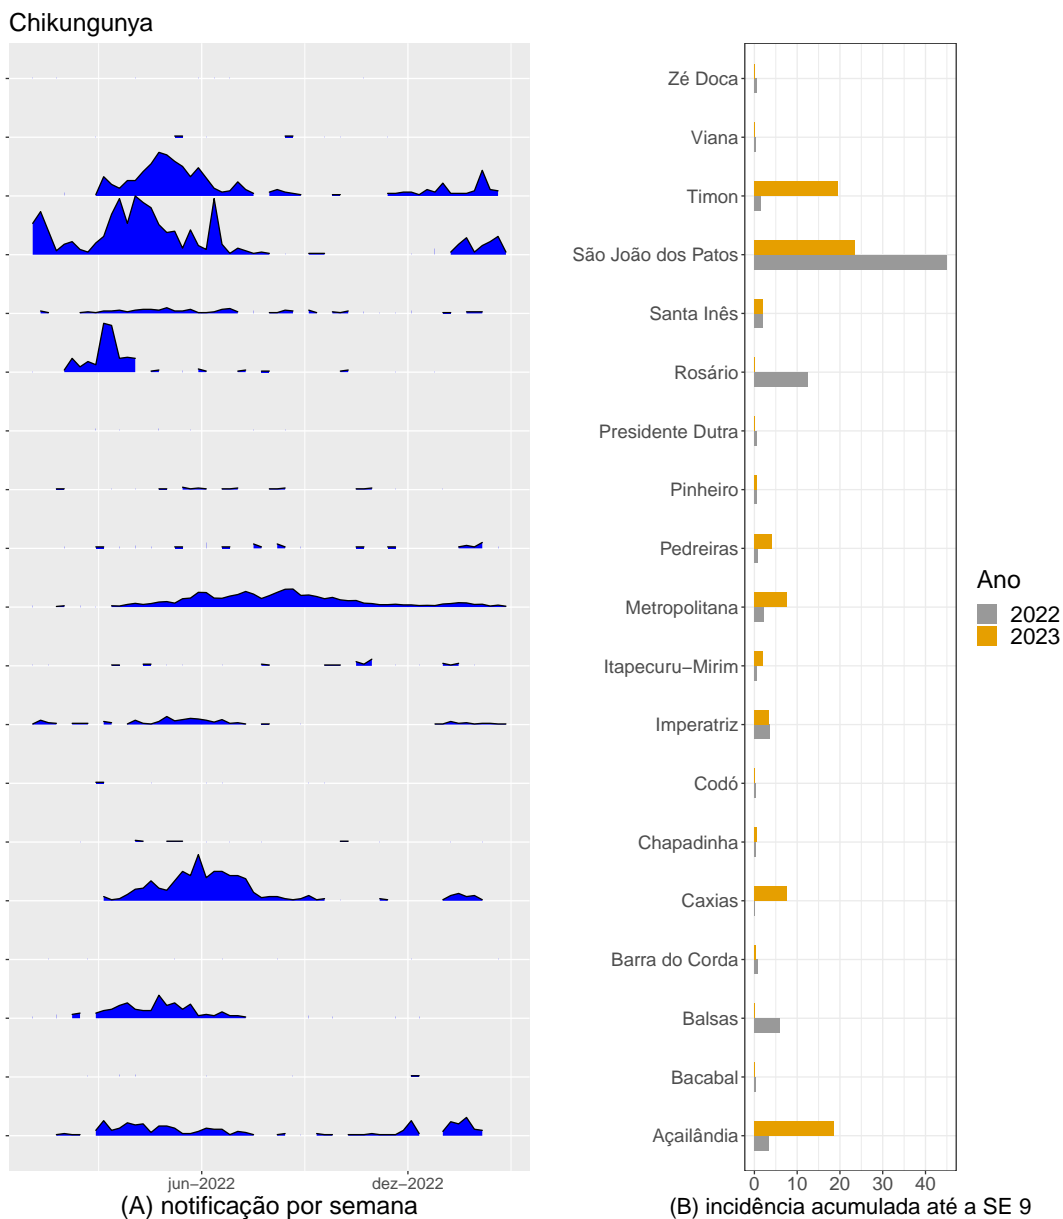 Chikungunya
Zé Doca
Viana
Timon
São João dos Patos
Santa Inês
Rosário
Presidente Dutra
Pinheiro
Pedreiras
Metropolitana
Itapecuru−Mirim
Imperatriz
Codó
Chapadinha
Caxias
Barra do Corda
Balsas
Bacabal
Açailândia
Ano
2022
2023
jun−2022 dez−2022
0 10 20 30 40
(A) notificação por semana
(B) incidência acumulada até a SE 9